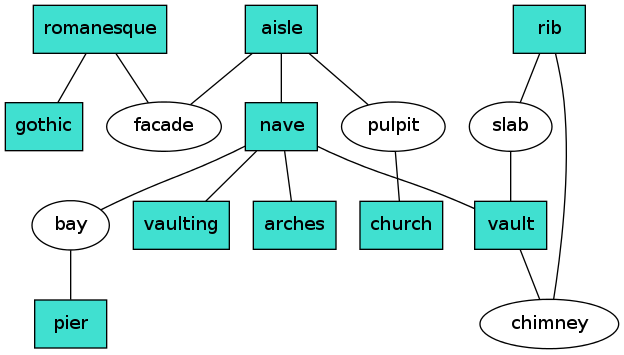 romanesque
aisle
rib
gothic
facade
nave
pulpit
slab
bay
vaulting
arches
church
vault
pier
chimney